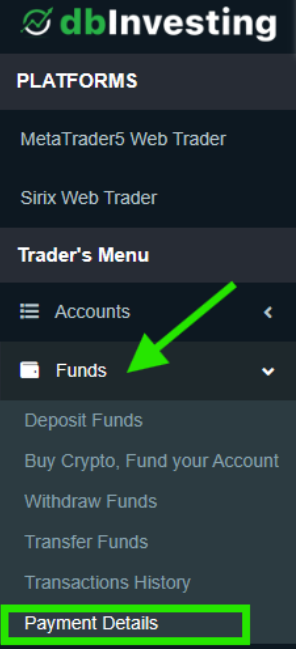 dbInvesting
PLATFORMS
MetaTrader5 Web Trader
Sirix Web Trader
Trader's Menu
Accounts
Funds
Deposit Funds
Buy Crypto, Fund your Account
Withdraw Funds
Transfer Funds
Transactions History
Payment Details